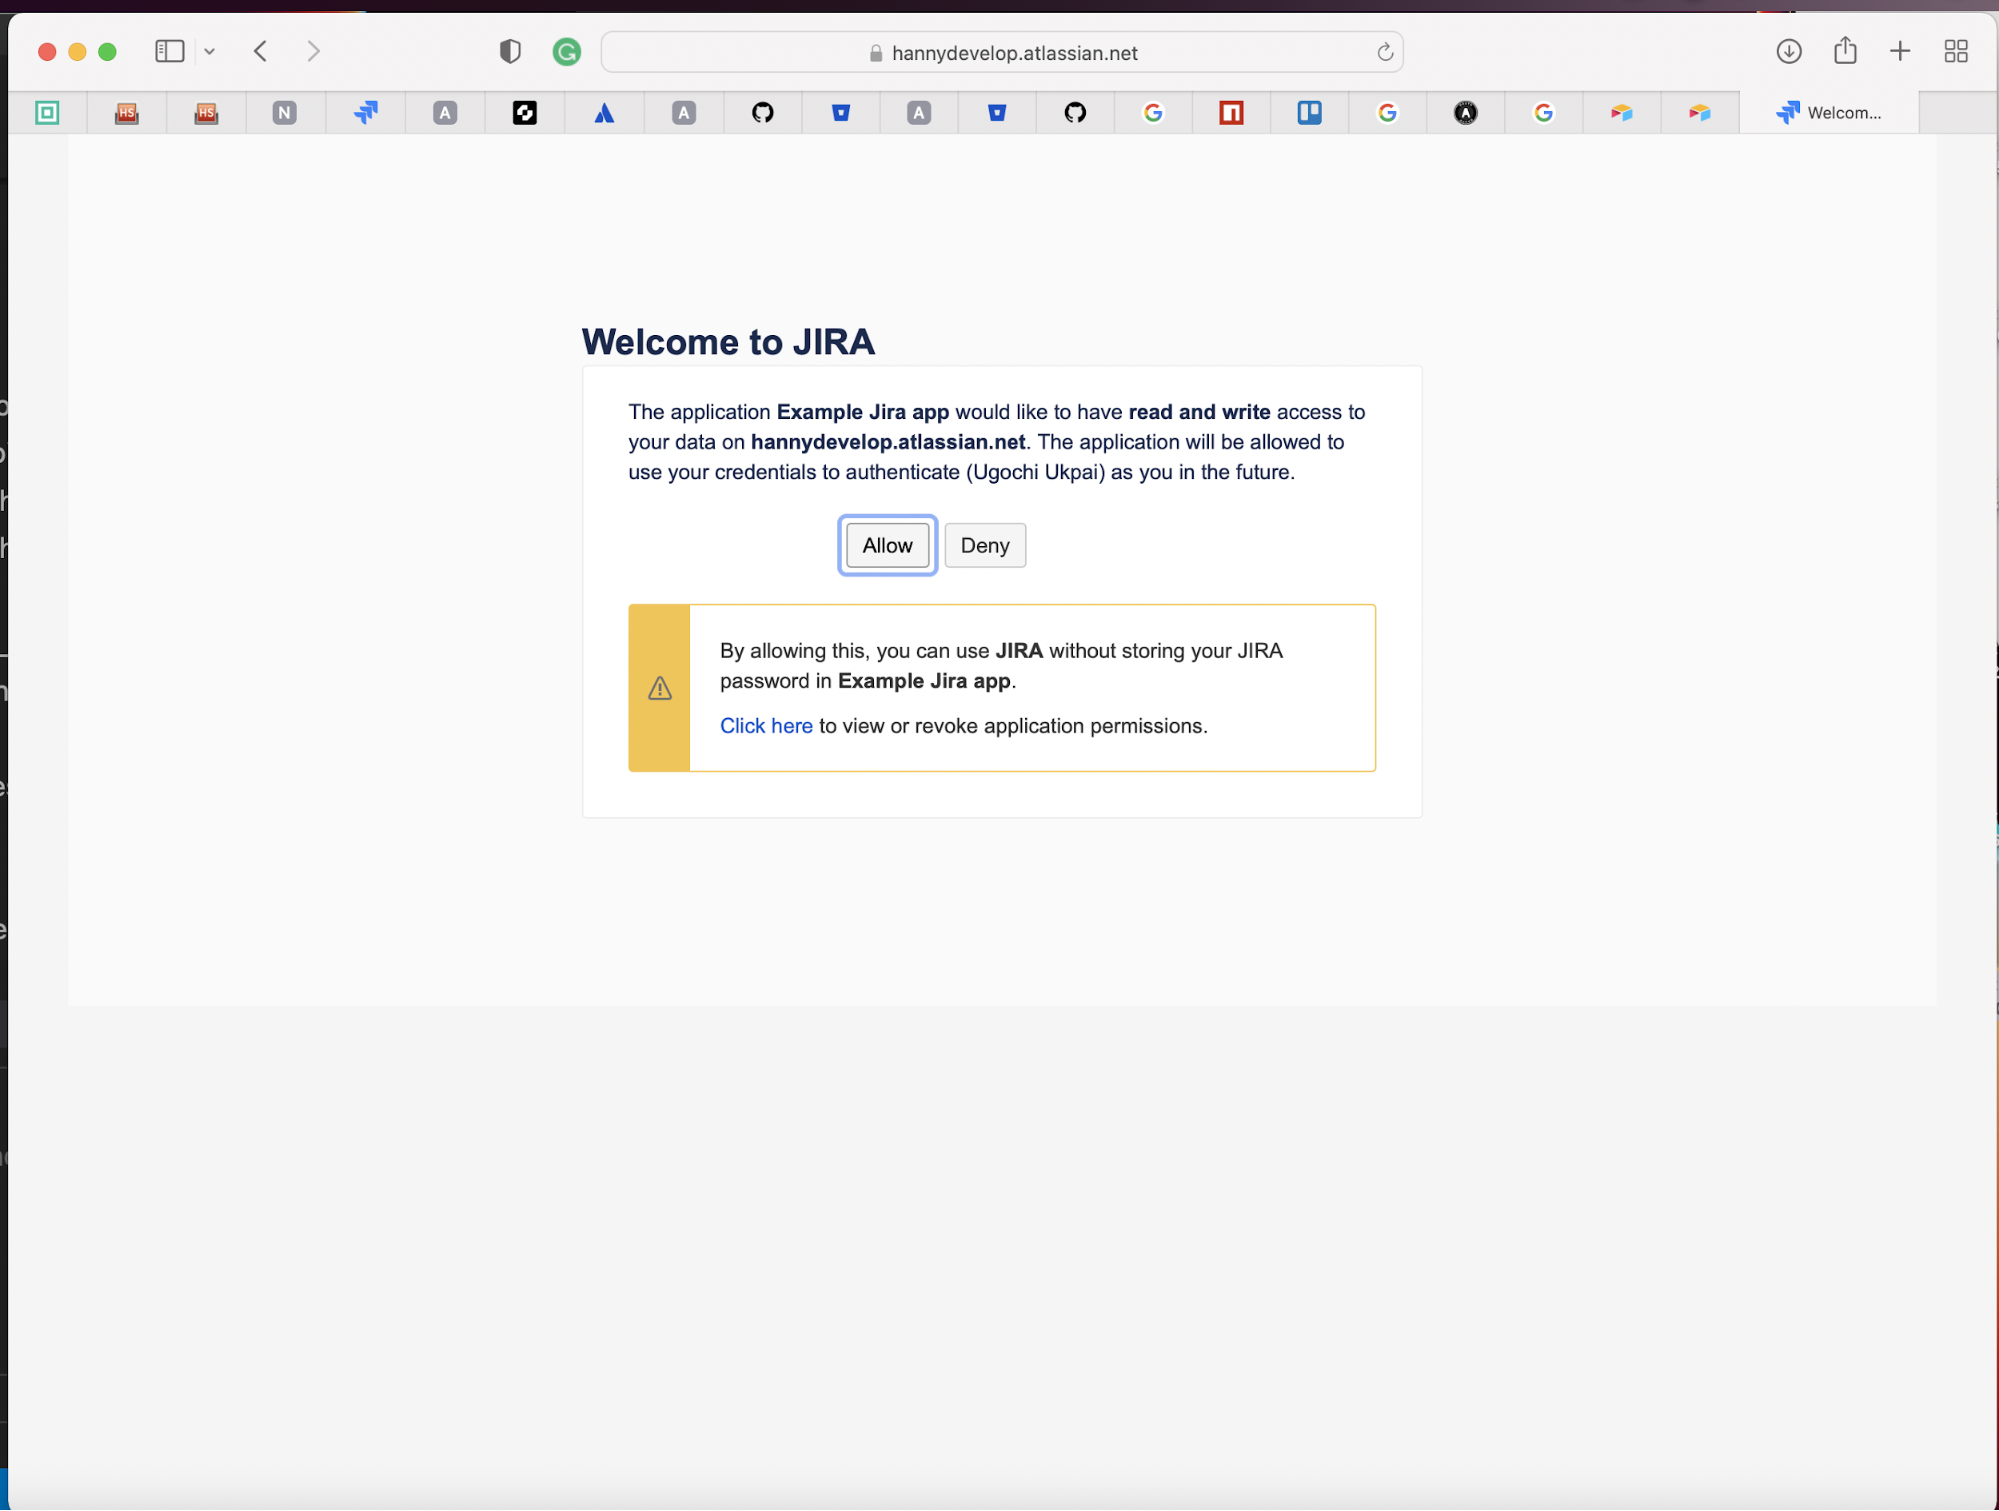 hannydevelop.atlassian.net
HS
HS
N
A
A
A
A
Welcom...
Welcome to JIRA
The application Example Jira app would like to have read and write access to
your data on hannydevelop.atlassian.net. The application will be allowed to
use your credentials to authenticate (Ugochi Ukpai) as you in the future.
Allow
Deny
By allowing this, you can use JIRA without storing your JIRA
password in Example Jira app.
Click here to view or revoke application permissions.